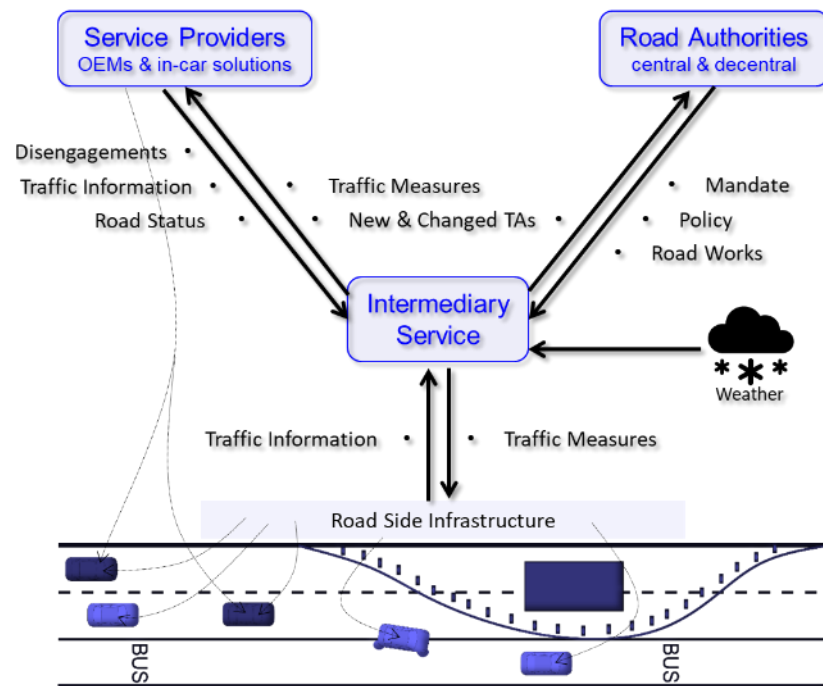 Service Providers
OEMs & in-car solutions
Road Authorities
central & decentral
Disengagements •
Traffic Information •
Road Status •
• Traffic Measures
• New & Changed TAs •
• Mandate
• Policy
• Road Works
Intermediary
Service
Weather
Traffic Information •
• Traffic Measures
Road Side Infrastructure
BUS
BUS